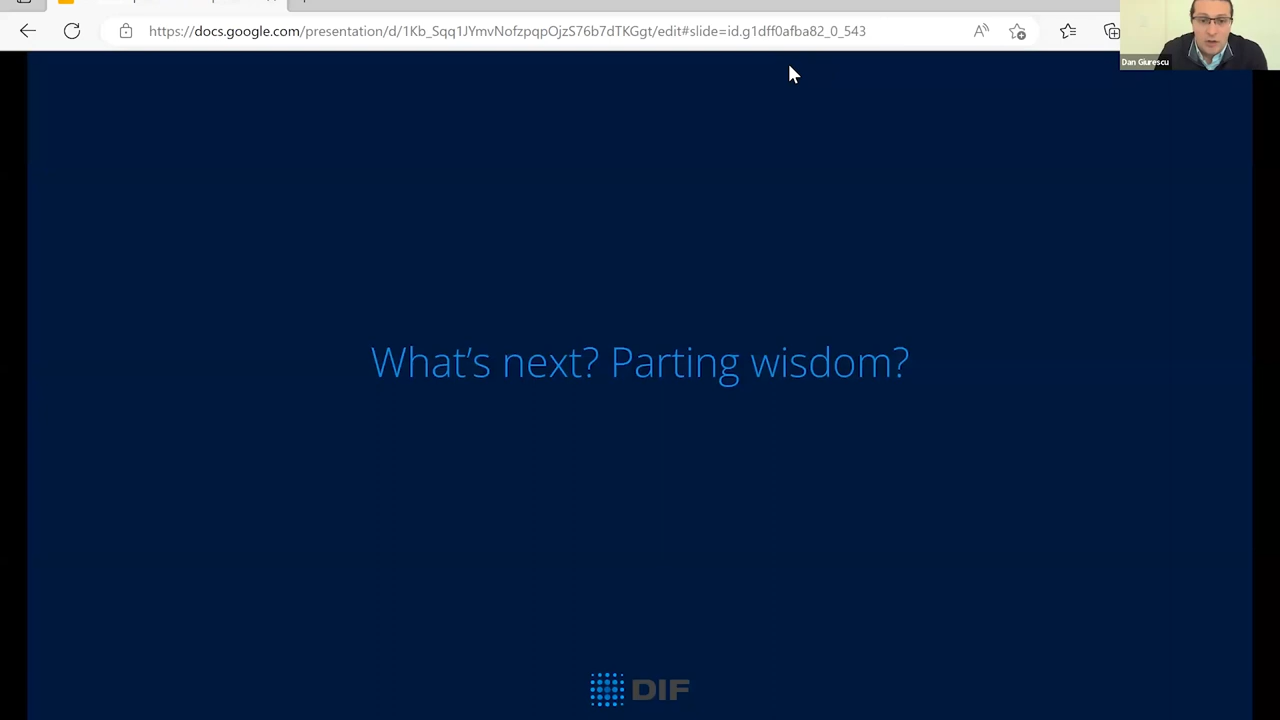 https://docs.google.com/presentation/d/1Kb_Sqq1JYmvNofzpqpOjzS76b7dTKGgt/edit#slide=id.g1dff0afba82_0_543
Dan Giurescu
What's next? Parting wisdom?
DIF